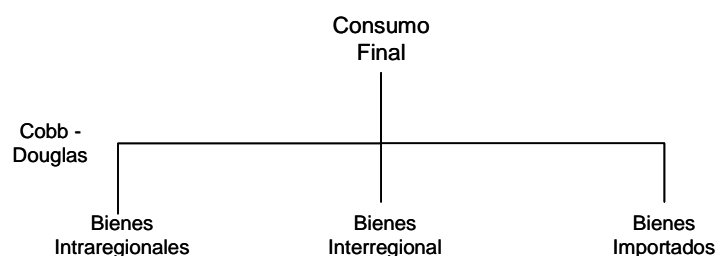 Consumo
Final
Cobb -
Douglas
Bienes
Intraregionales
Bienes
Interregional
Bienes
Importados